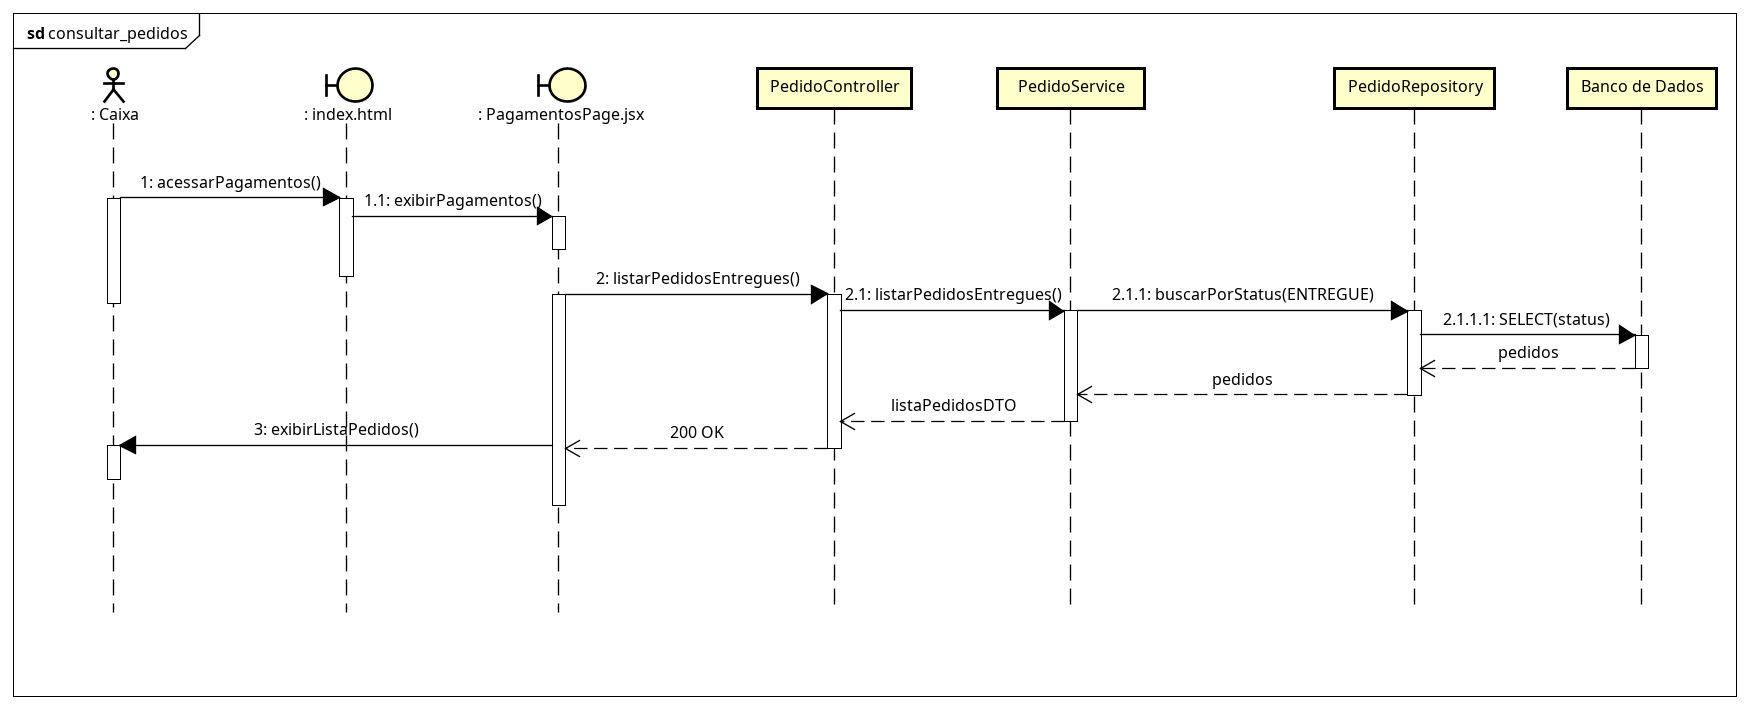 sd consultar_pedidos
: Caixa
: index.html
: PagamentosPage.jsx
PedidoController
PedidoService
PedidoRepository
Banco de Dados
1: acessarPagamentos()
1.1: exibirPagamentos()
2: listarPedidosEntregues()
2.1: listarPedidosEntregues()
2.1.1: buscarPorStatus(ENTREGUE)
2.1.1.1: SELECT(status)
pedidos
pedidos
listaPedidosDTO
200 OK
3: exibirListaPedidos()